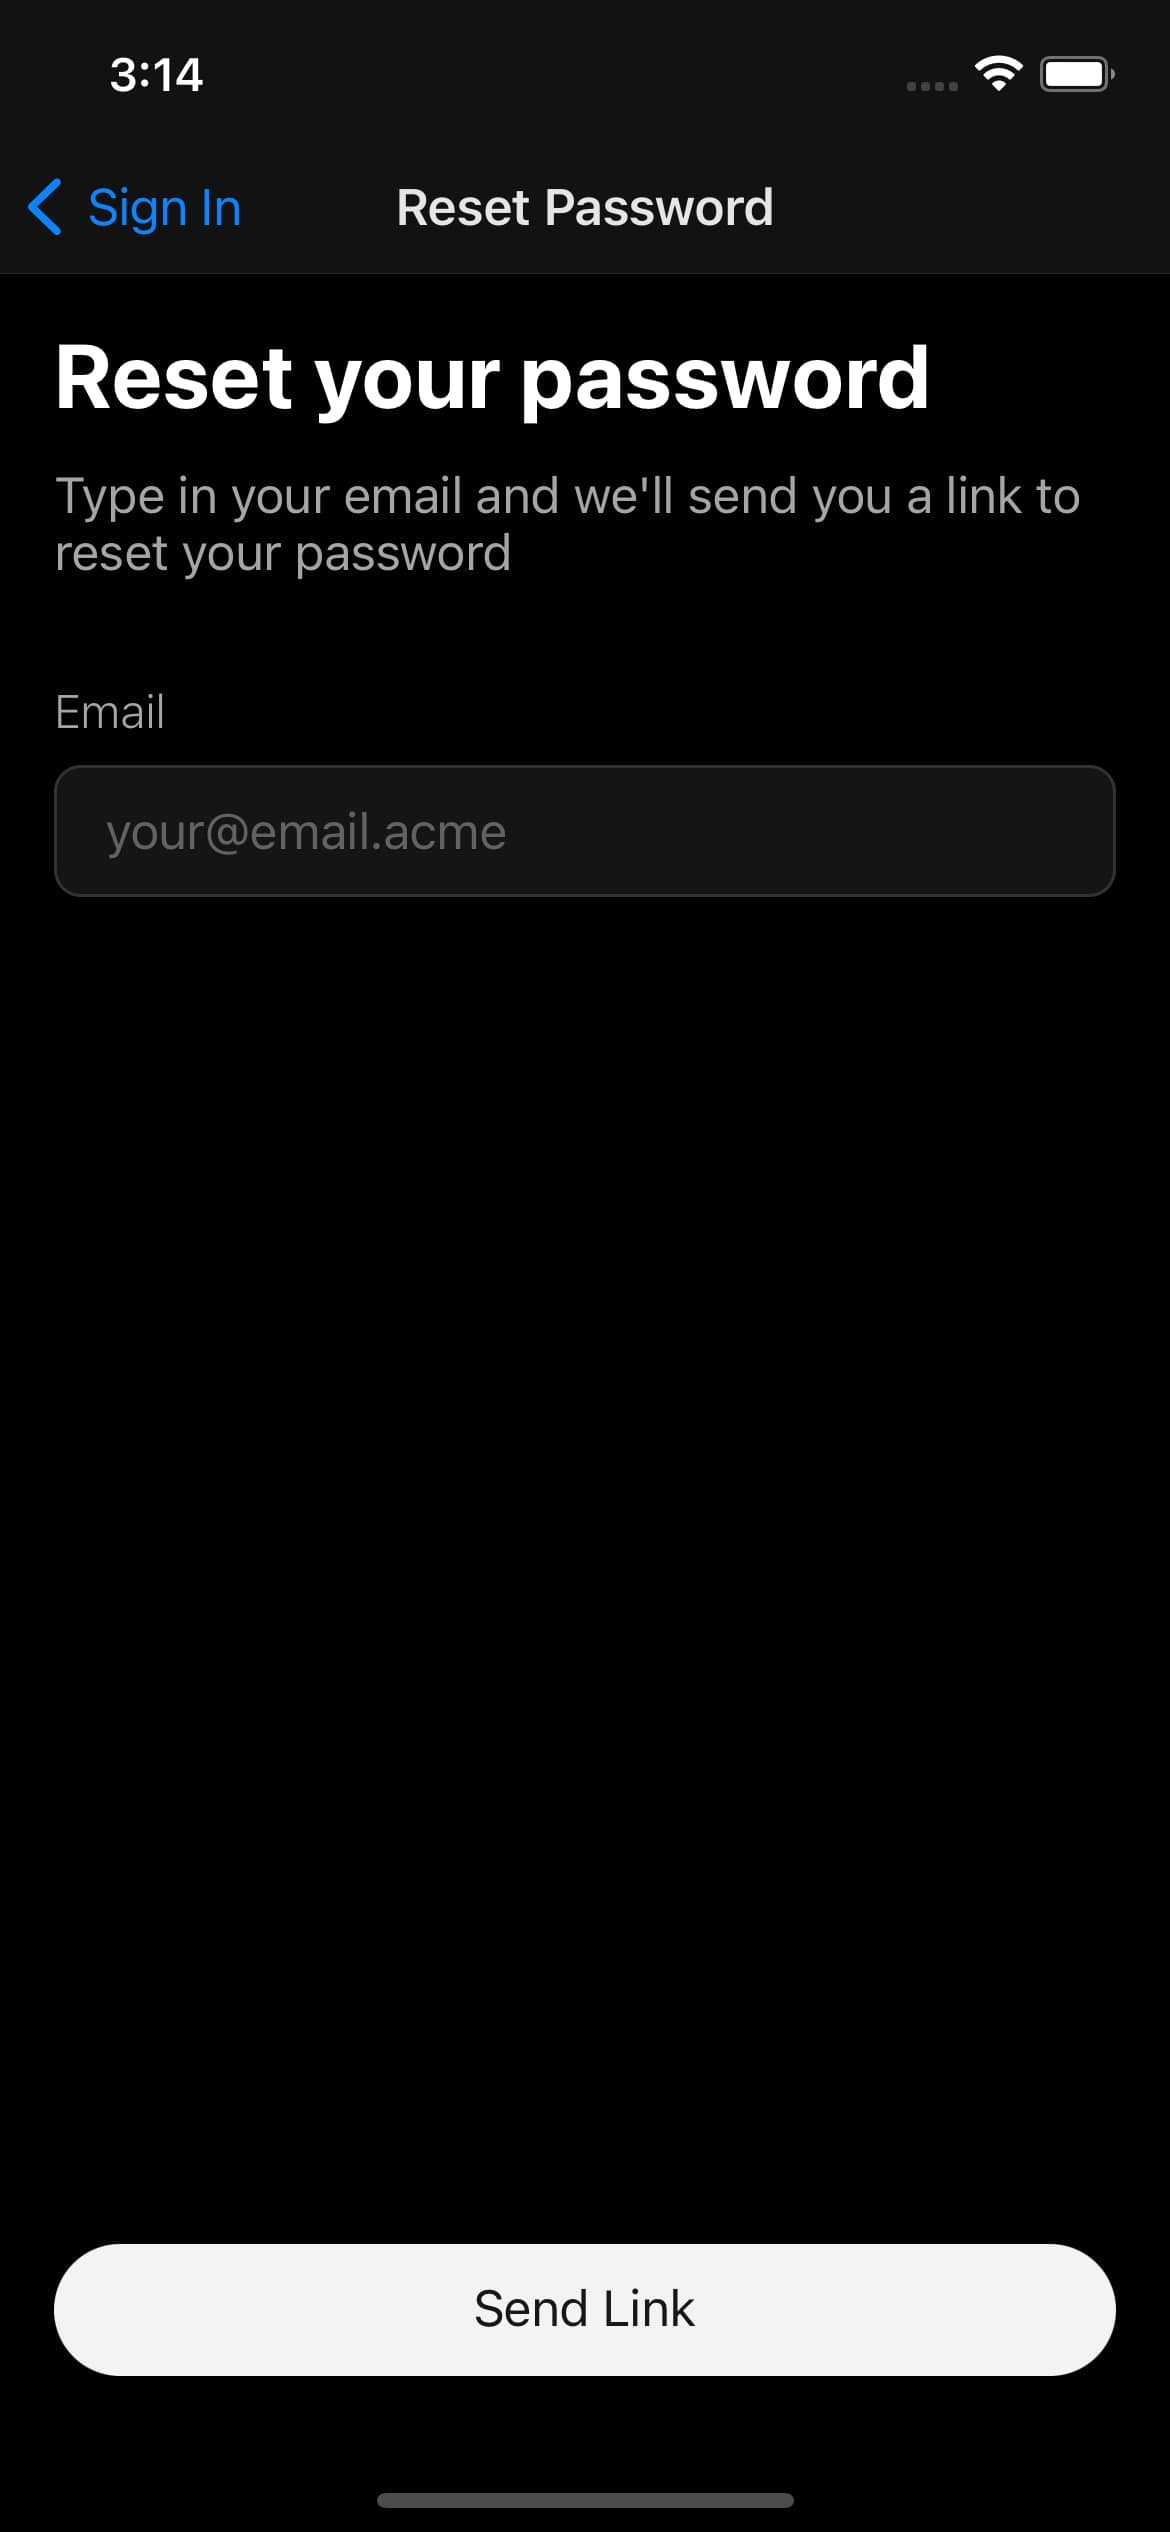 3:14
Sign In
Reset Password
Reset your password
Type in your email and we'll send you a link to
reset your password
Email
your@email.acme
Send Link